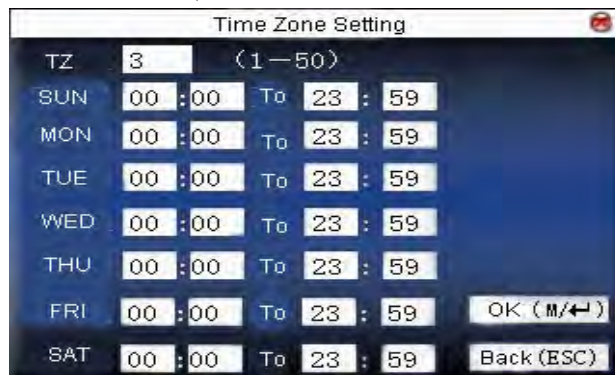 Time Zone Setting
TZ 3 (1—50)
SUN 00:00 To 23:59
MON 00:00 To 23:59
TUE 00:00 To 23:59
WED 00:00 To 23:59
THU 00:00 To 23:59
FRI 00:00 To 23:59 OK (M/↵)
SAT 00:00 To 23:59 Back(ESC)